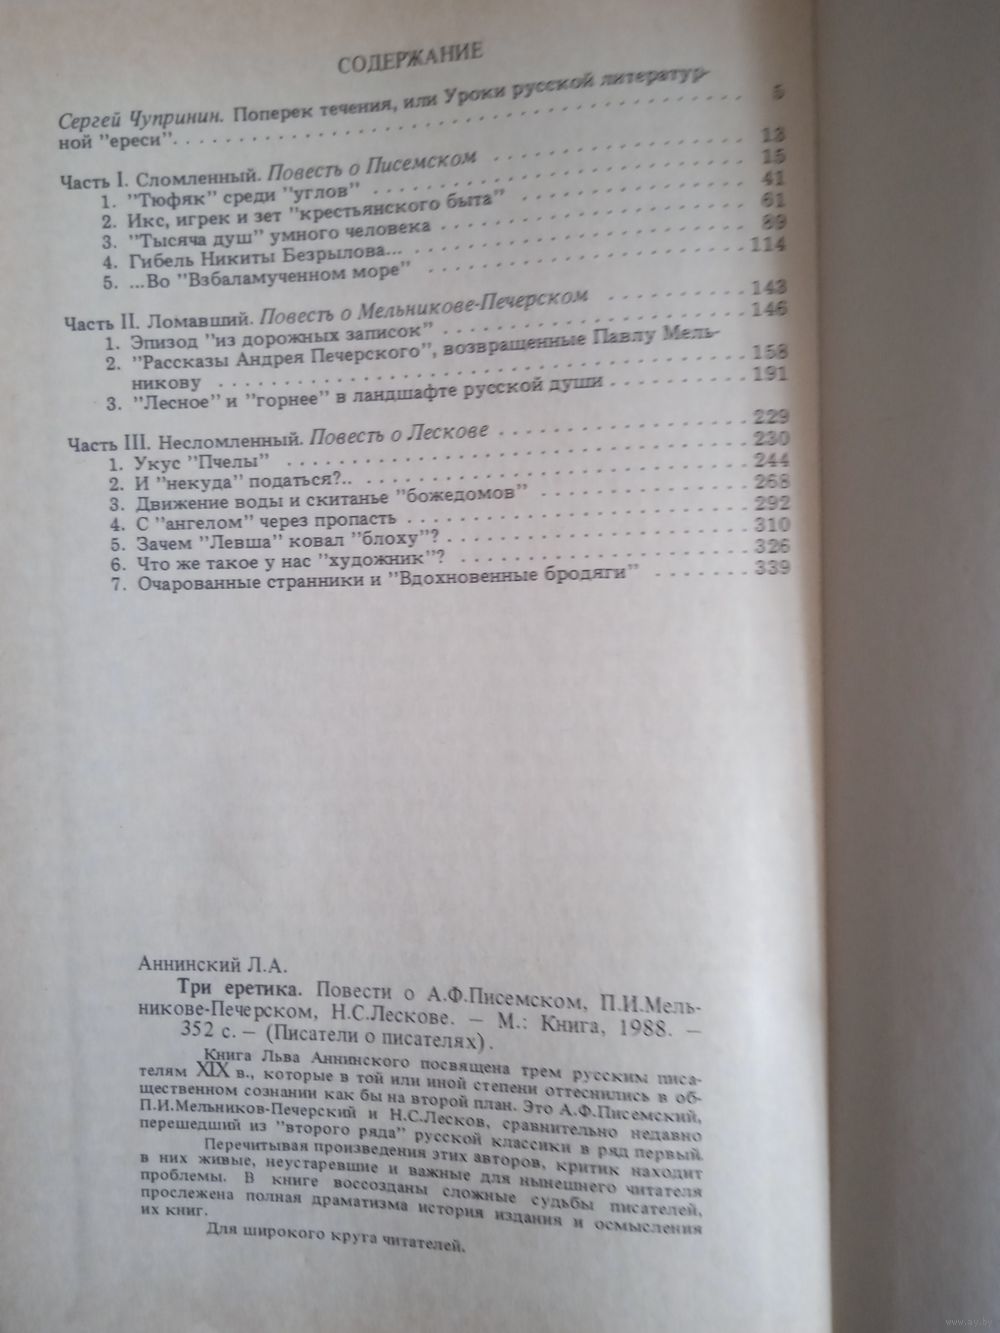 СОДЕРЖАНИЕ
Сергей Чупринин. Поперек течения, или Уроки русской литератур-
ной "ереси". . . . . . . . . . . . . . . . . . . . . . . . . . . . . . 5
Часть I. Сломленный. Повесть о Писемском . . . . . . . . . . . . . . . 13
1. "Тюфяк" среди "углов" . . . . . . . . . . . . . . . . . . . . . 15
2. Икс, игрек и зет "крестьянского быта" . . . . . . . . . . . . . 41
3. "Тысяча душ" умного человека . . . . . . . . . . . . . . . . . 61
4. Гибель Никиты Безрылова... . . . . . . . . . . . . . . . . . . 89
5. ...Во "Взбаламученном море" . . . . . . . . . . . . . . . . . . 114
Часть II. Ломавший. Повесть о Мельникове-Печерском . . . . . . . . . . 143
1. Эпизод "из дорожных записок" . . . . . . . . . . . . . . . . . 146
2. "Рассказы Андрея Печерского", возвращенные Павлу Мель-
никову . . . . . . . . . . . . . . . . . . . . . . . . . . . . 158
3. "Лесное" и "горнее" в ландшафте русской души . . . . . . . . . 191
Часть III. Несломленный. Повесть о Лескове . . . . . . . . . . . . . . 229
1. Укус "Пчелы" . . . . . . . . . . . . . . . . . . . . . . . . . 230
2. И "некуда" податься?.. . . . . . . . . . . . . . . . . . . . . 244
3. Движение воды и скитанье "божедомов" . . . . . . . . . . . . . 268
4. С "ангелом" через пропасть . . . . . . . . . . . . . . . . . . 292
5. Зачем "Левша" ковал "блоху"? . . . . . . . . . . . . . . . . . 310
6. Что же такое у нас "художник"? . . . . . . . . . . . . . . . . 326
7. Очарованные странники и "Вдохновенные бродяги" . . . . . . . 339
Аннинский Л.А.
Три еретика. Повести о А.Ф.Писемском, П.И.Мель-
никове-Печерском, Н.С.Лескове. — М.: Книга, 1988. —
352 с. — (Писатели о писателях).
Книга Льва Аннинского посвящена трем русским писа-
телям XIX в., которые в той или иной степени оттеснились в об-
щественном сознании как бы на второй план. Это А.Ф.Писемский,
П.И.Мельников-Печерский и Н.С.Лесков, сравнительно недавно
перешедший из "второго ряда" русской классики в ряд первый.
Перечитывая произведения этих авторов, критик находит
в них живые, неустаревшие и важные для нынешнего читателя
проблемы. В книге воссозданы сложные судьбы писателей,
прослежена полная драматизма история издания и осмысления
их книг.
Для широкого круга читателей.
www.ay.by